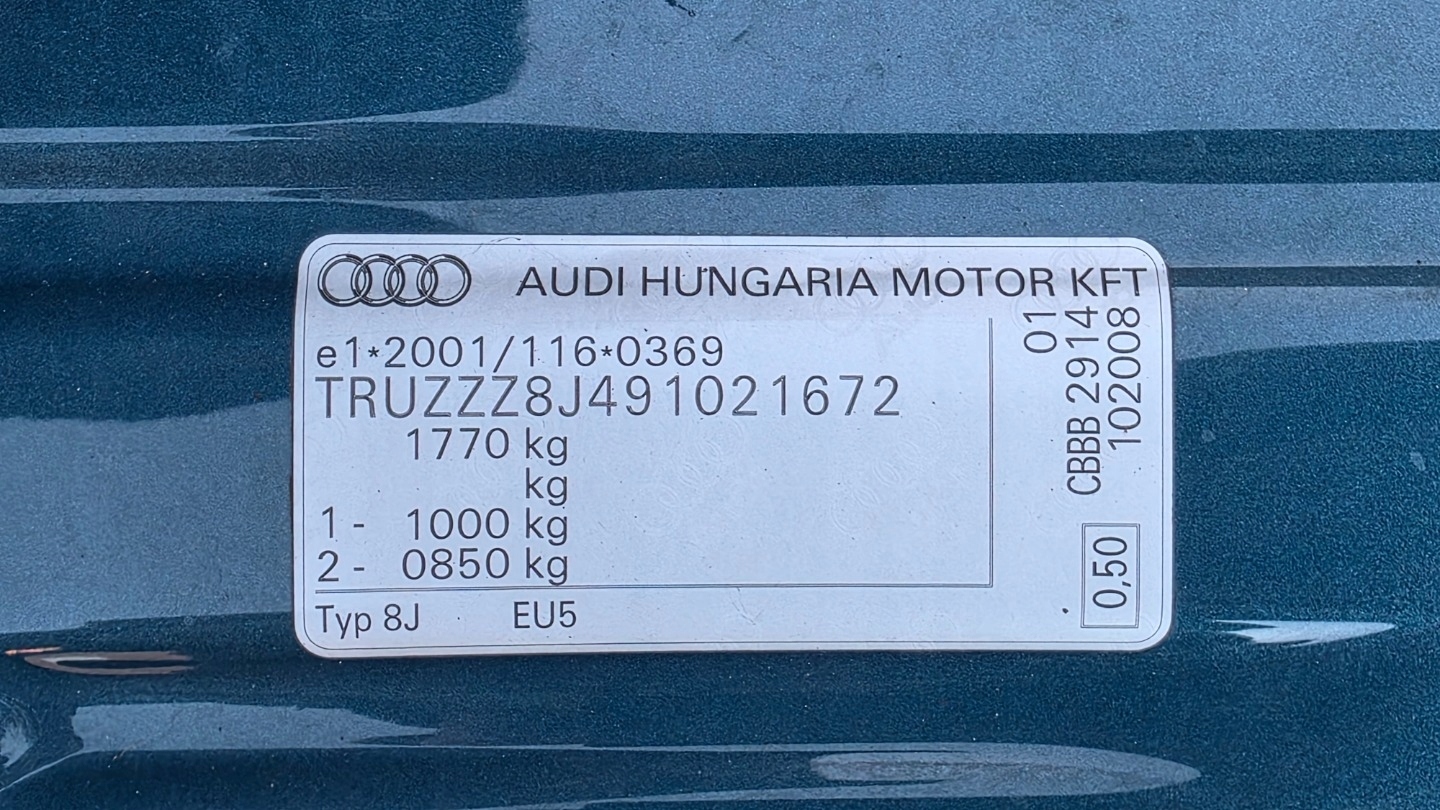 AUDI HUNGARIA MOTOR KFT
e1*2001/116*0369
TRUZZZ8J491021672
1770 kg
kg
1 - 1000 kg
2 - 0850 kg
Typ 8J EU5
01
CBBB 2914
102008
0,50